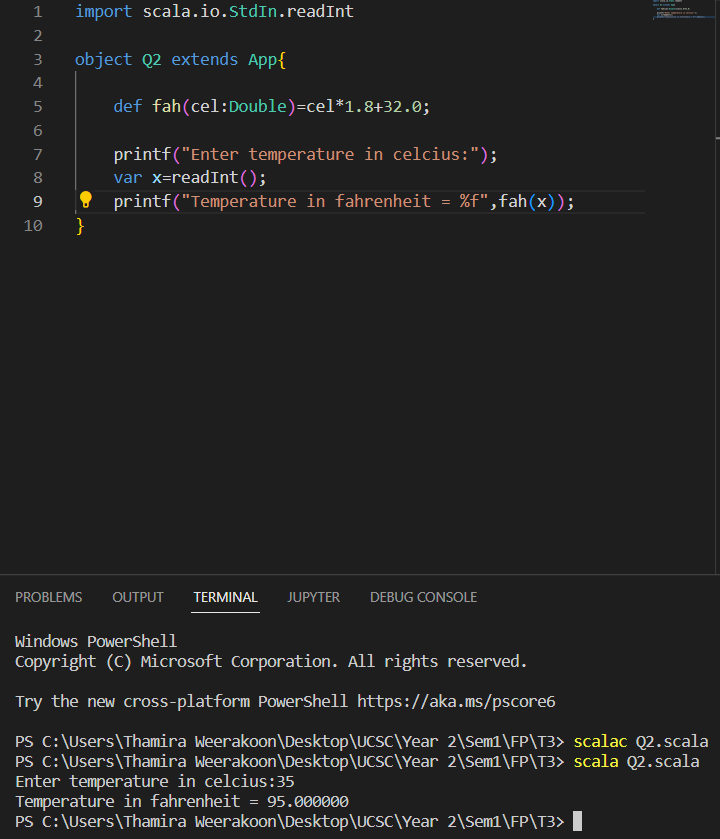 1 import scala.io.StdIn.readInt
2
3 object Q2 extends App{
4
5 def fah(cel:Double)=cel*1.8+32.0;
6
7 printf("Enter temperature in celcius:");
8 var x=readInt();
9 printf("Temperature in fahrenheit = %f",fah(x));
10 }
PROBLEMS OUTPUT TERMINAL JUPYTER DEBUG CONSOLE
Windows PowerShell
Copyright (C) Microsoft Corporation. All rights reserved.
Try the new cross-platform PowerShell https://aka.ms/pscore6
PS C:\Users\Thamira Weerakoon\Desktop\UCSC\Year 2\Sem1\FP\T3> scalac Q2.scala
PS C:\Users\Thamira Weerakoon\Desktop\UCSC\Year 2\Sem1\FP\T3> scala Q2.scala
Enter temperature in celcius:35
Temperature in fahrenheit = 95.000000
PS C:\Users\Thamira Weerakoon\Desktop\UCSC\Year 2\Sem1\FP\T3>